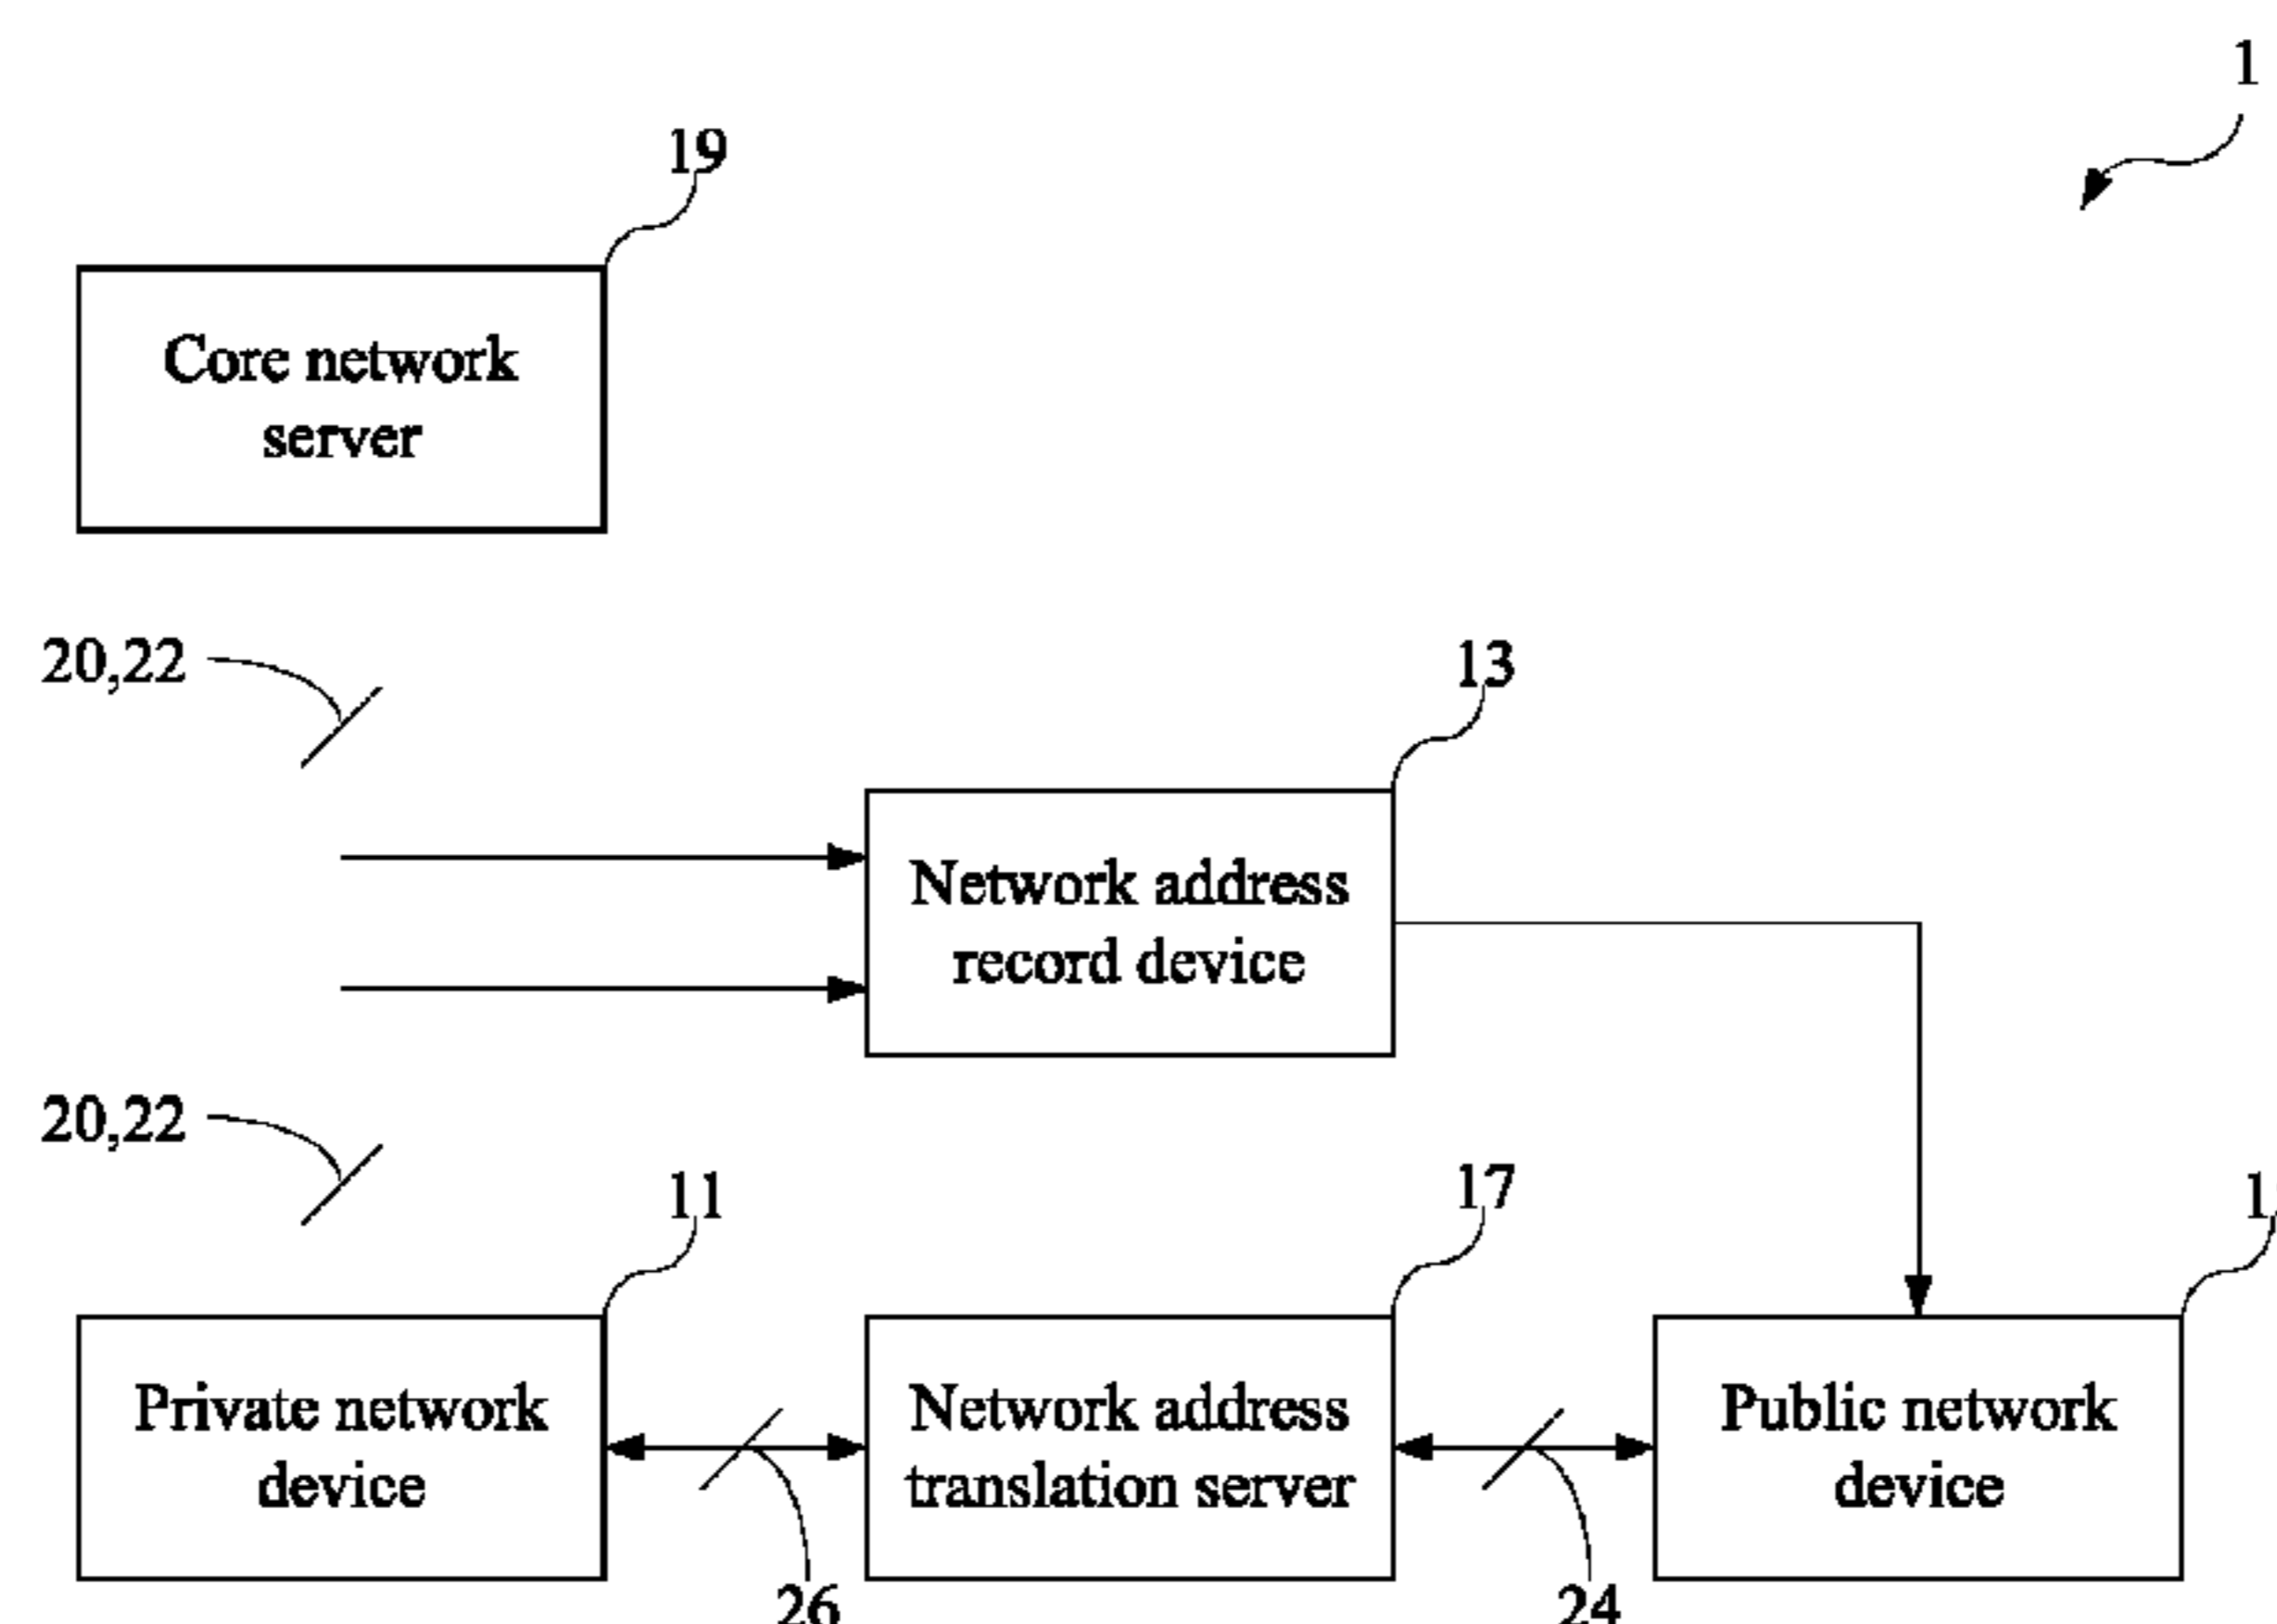 1
19
Core network
server
20,22
13
Network address
record device
20,22
11
17
Private network
device
Network address
translation server
Public network
device
26
24